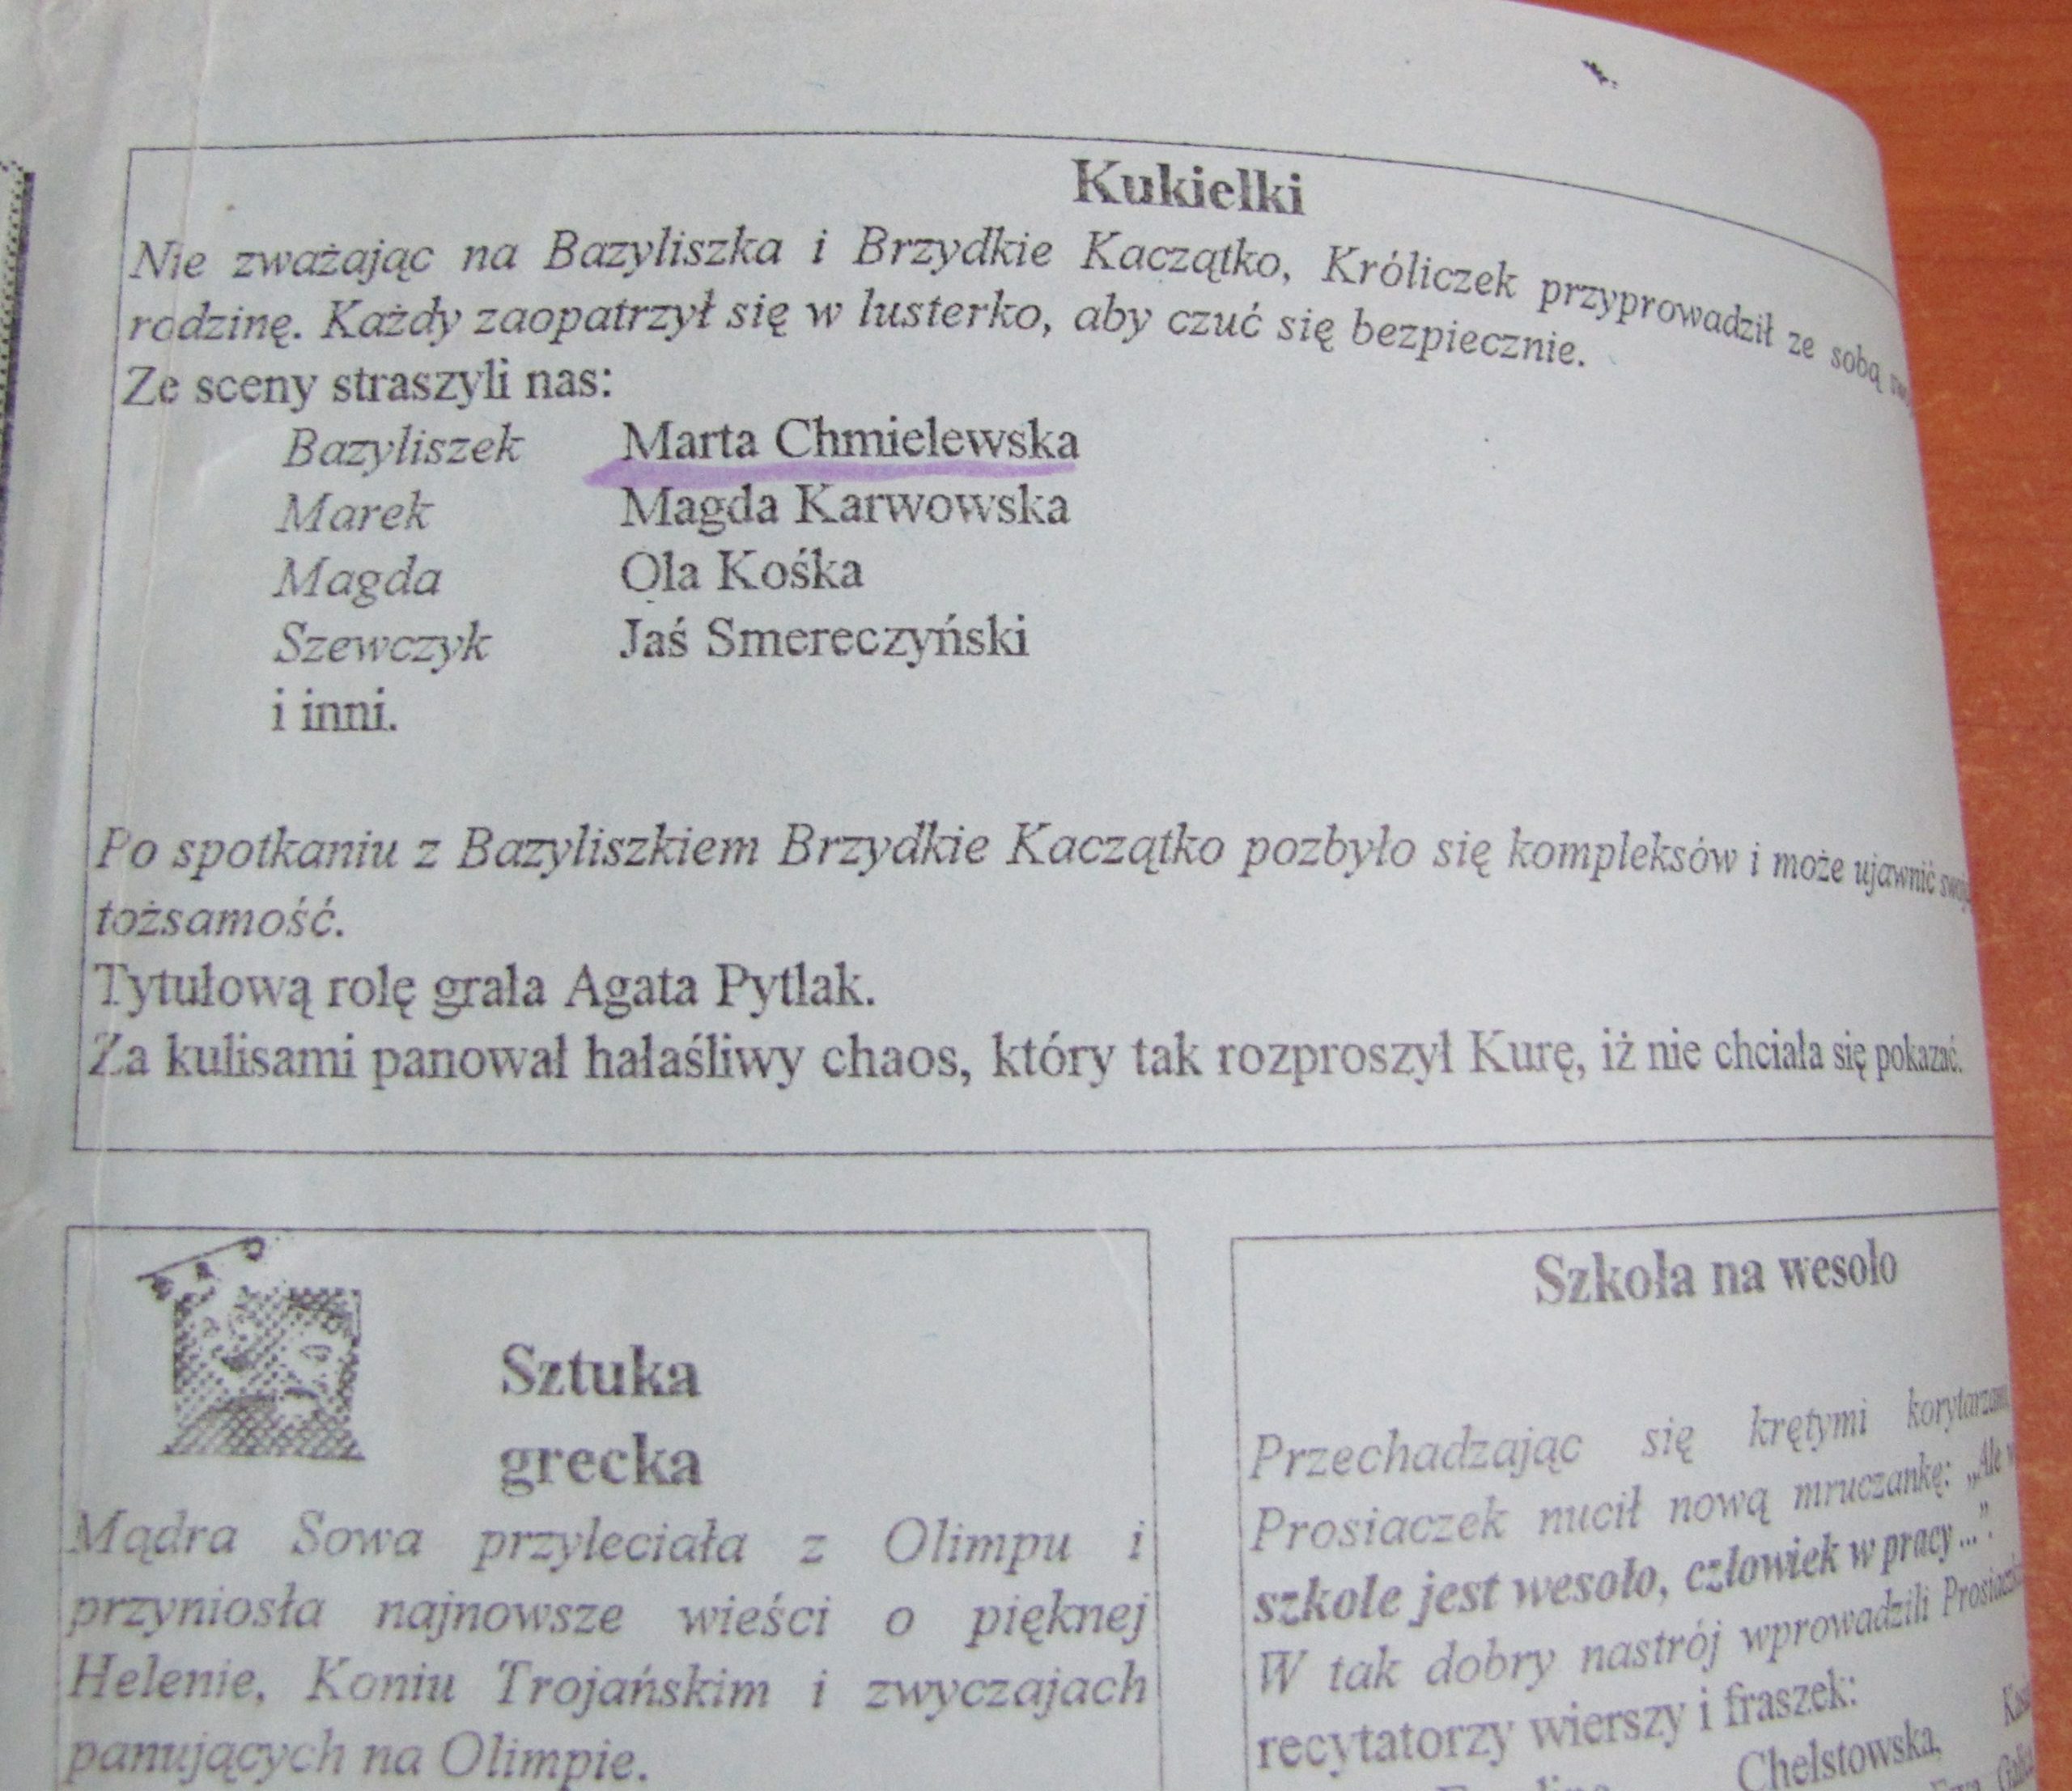 Kukiełki
Nie zważając na Bazyliszka i Brzydkie Kaczątko, Króliczek przyprowadził ze sobą
rodzinę. Każdy zaopatrzył się w lusterko, aby czuć się bezpiecznie.
Ze sceny straszyli nas:
Bazyliszek Marta Chmielewska
Marek Magda Karwowska
Magda Ola Kośka
Szewczyk Jaś Smereczyński
i inni.
Po spotkaniu z Bazyliszkiem Brzydkie Kaczątko pozbyło się kompleksów i może ujawnić
tożsamość.
Tytułową rolę grała Agata Pytlak.
Za kulisami panował hałaśliwy chaos, który tak rozproszył Kurę, iż nie chciała się pokazać.
Sztuka
grecka
Mądra Sowa przyleciała z Olimpu i
przyniosła najnowsze wieści o pięknej
Helenie, Koniu Trojańskim i zwyczajach
panujących na Olimpie.
Szkoła na wesoło
Przechadzając się krętymi korytarzami
Prosiaczek nucił nową mruczankę: „Ale w
szkole jest wesoło, człowiek w pracy...”.
W tak dobry nastrój wprowadzili
recytatorzy wierszy i fraszek:
Chelstowska,